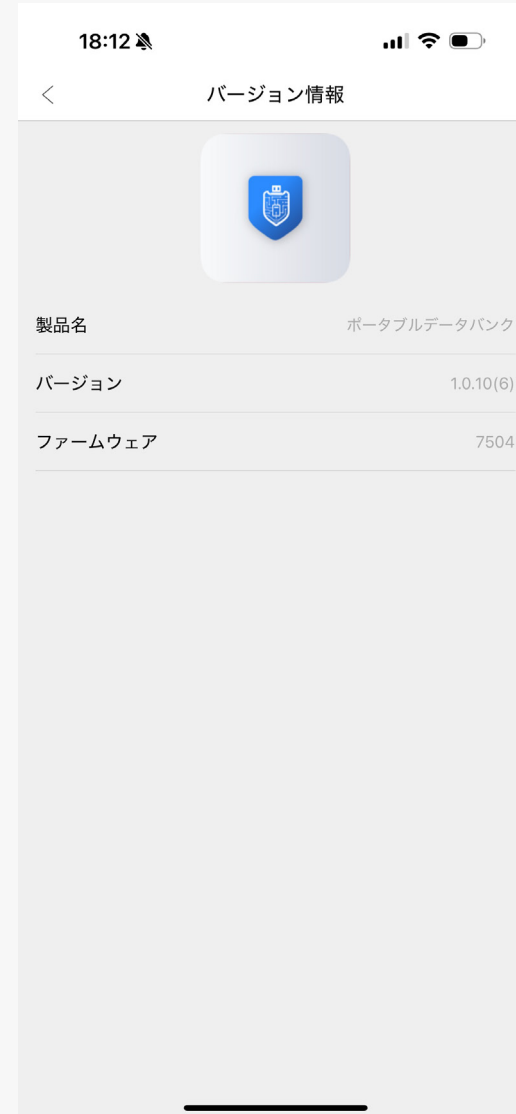 18:12
バージョン情報
製品名 ポータブルデータバンク
バージョン 1.0.10(6)
ファームウェア 7504